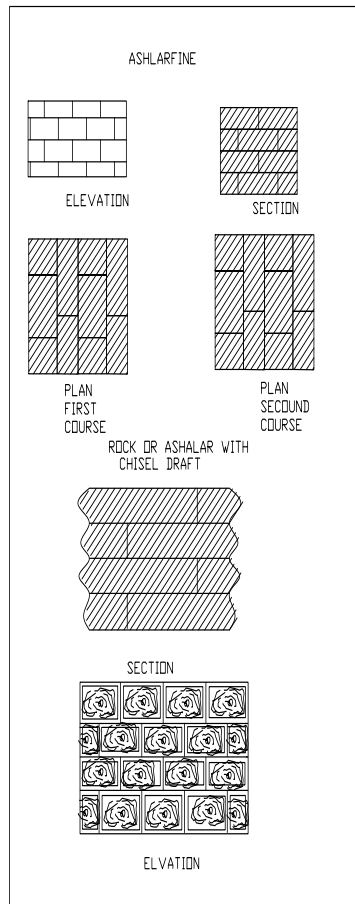 ASHLARFINE
ELEVATION
SECTION
PLAN
FIRST
COURSE
PLAN
SECOUND
COURSE
ROCK OR ASHALAR WITH
CHISEL DRAFT
SECTION
ELVATION